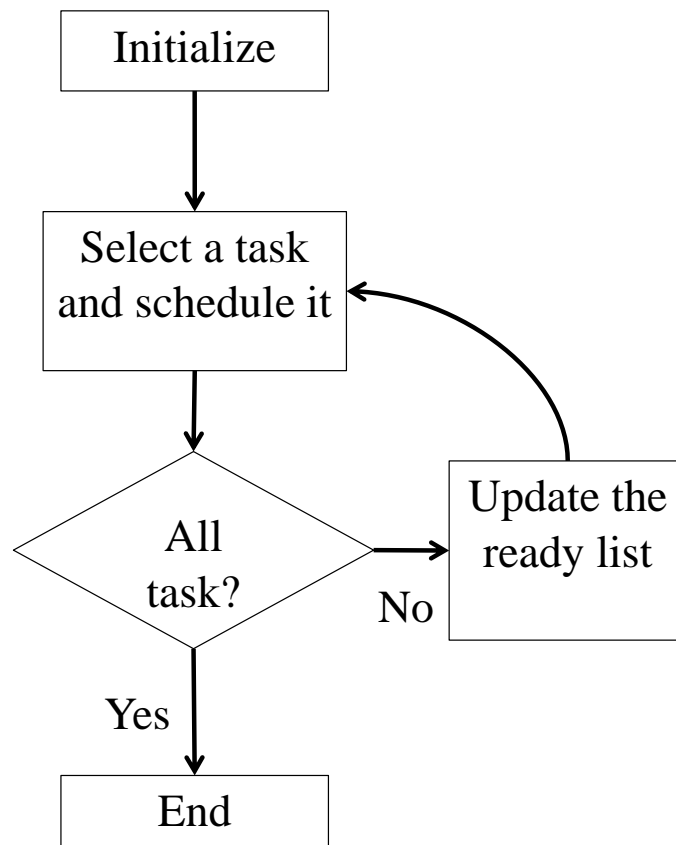 Initialize
Select a task
and schedule it
All
task?
Update the
ready list
No
Yes
End